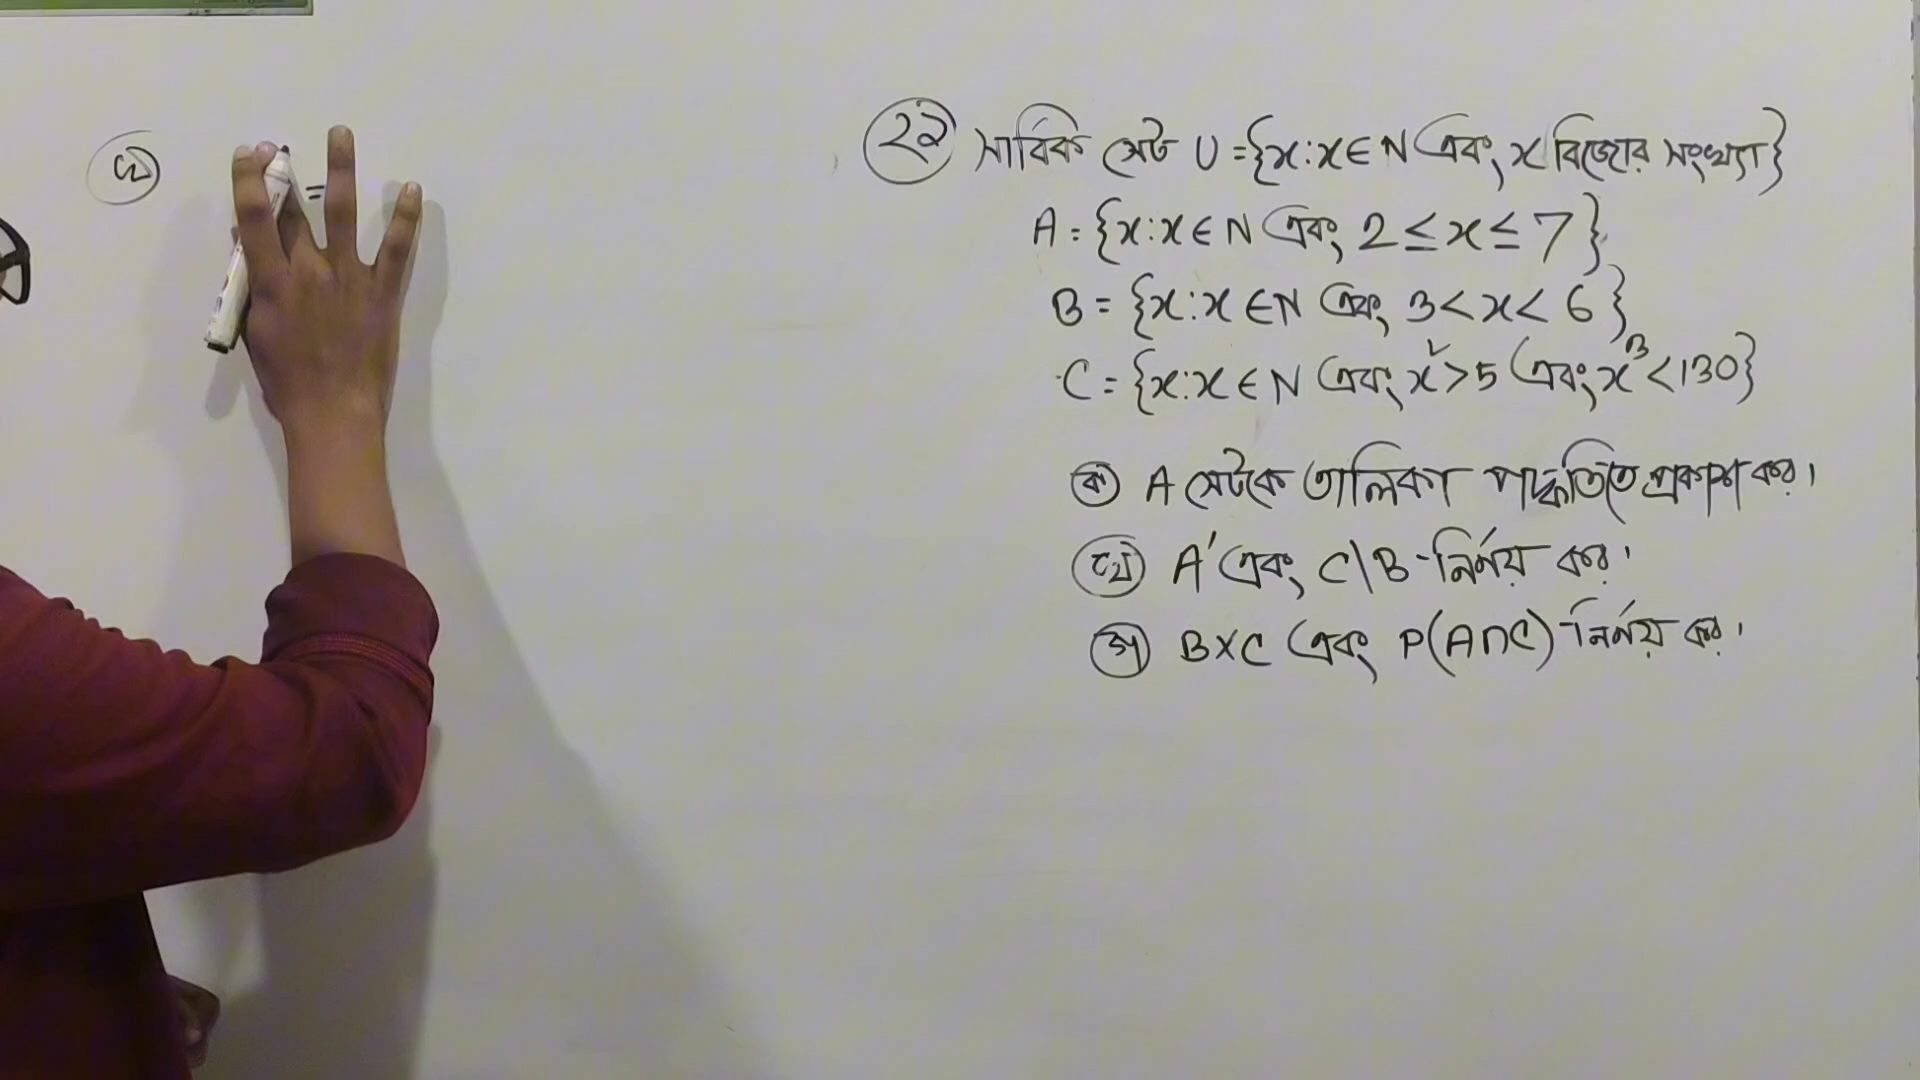 খ =
২২ সার্বিক সেট U = {x : x ∈ N এবং x বিজোর সংখ্যা}
A = {x : x ∈ N এবং 2 ≤ x ≤ 7}
B = {x : x ∈ N এবং 3 < x < 6}
C = {x : x ∈ N এবং x² > 5 এবং x³ < 130}
ক A সেটকে তালিকা পদ্ধতিতে প্রকাশ কর।
খ A′ এবং C\B নির্ণয় কর।
গ B×C এবং P(A∩C) নির্ণয় কর।